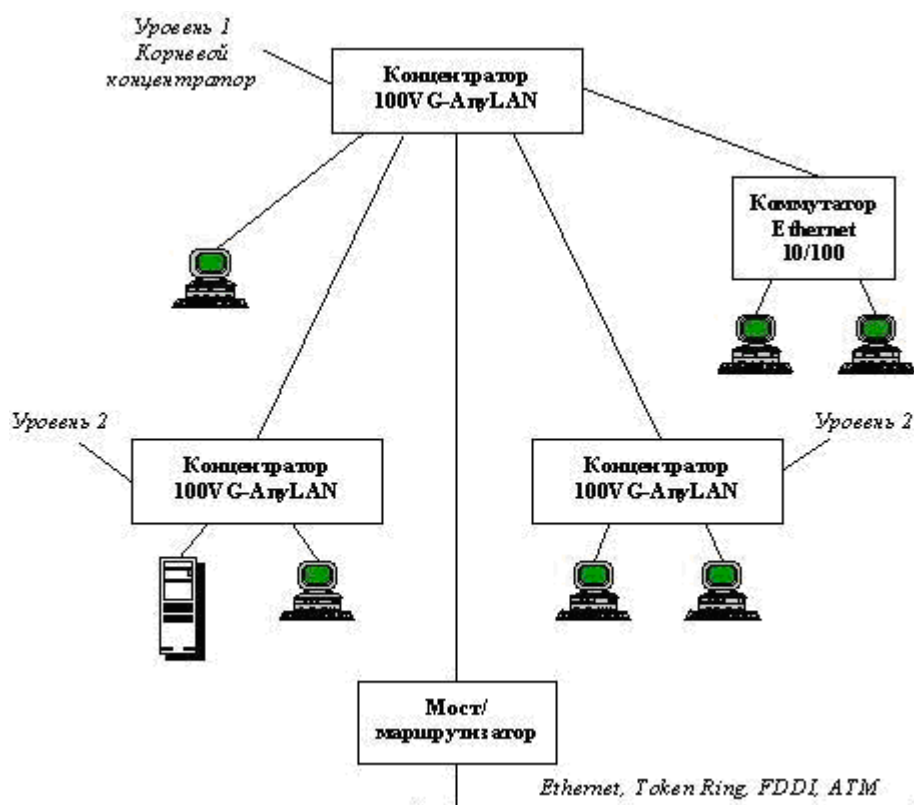 Уровень 1
Корневой
концентратор
Концентратор
100VG-AnyLAN
Коммутатор
Ethernet
10/100
Уровень 2
Концентратор
100VG-AnyLAN
Концентратор
100VG-AnyLAN
Уровень 2
Мост/
маршрутизатор
Ethernet, Token Ring, FDDI, ATM